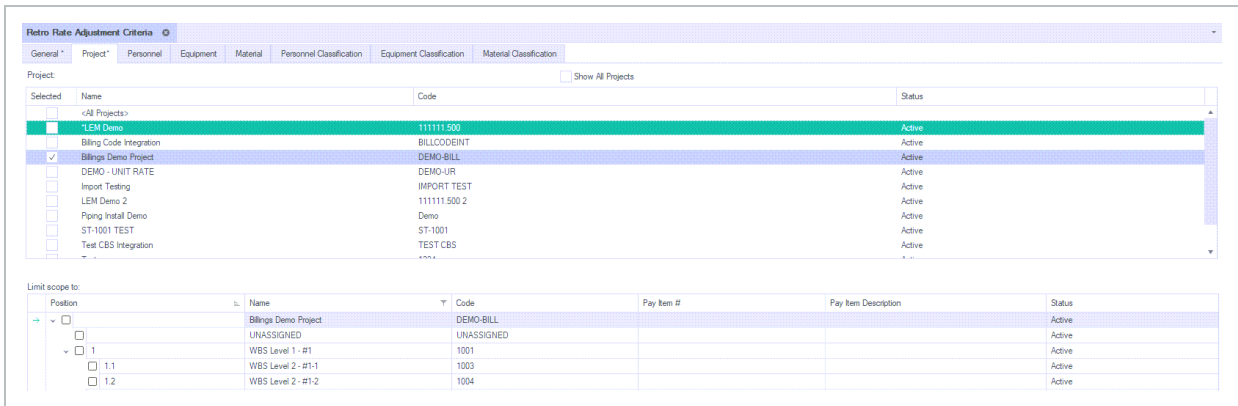 Retro Rate Adjustment Criteria
General * Project* Personnel Equipment Material Personnel Classification Equipment Classification Material Classification
Project: Show All Projects
Selected Name Code Status
<All Projects>
*LEM Demo 111111.500 Active
Billing Code Integration BILLCODEINT Active
Billings Demo Project DEMO-BILL Active
DEMO - UNIT RATE DEMO-UR Active
Import Testing IMPORT TEST Active
LEM Demo 2 111111.500 2 Active
Piping Install Demo Demo Active
ST-1001 TEST ST-1001 Active
Test CBS Integration TEST CBS Active
Limit scope to:
Position Name Code Pay Item # Pay Item Description Status
Billings Demo Project DEMO-BILL Active
UNASSIGNED UNASSIGNED Active
1 WBS Level 1 - #1 1001 Active
1.1 WBS Level 2 - #1-1 1003 Active
1.2 WBS Level 2 - #1-2 1004 Active